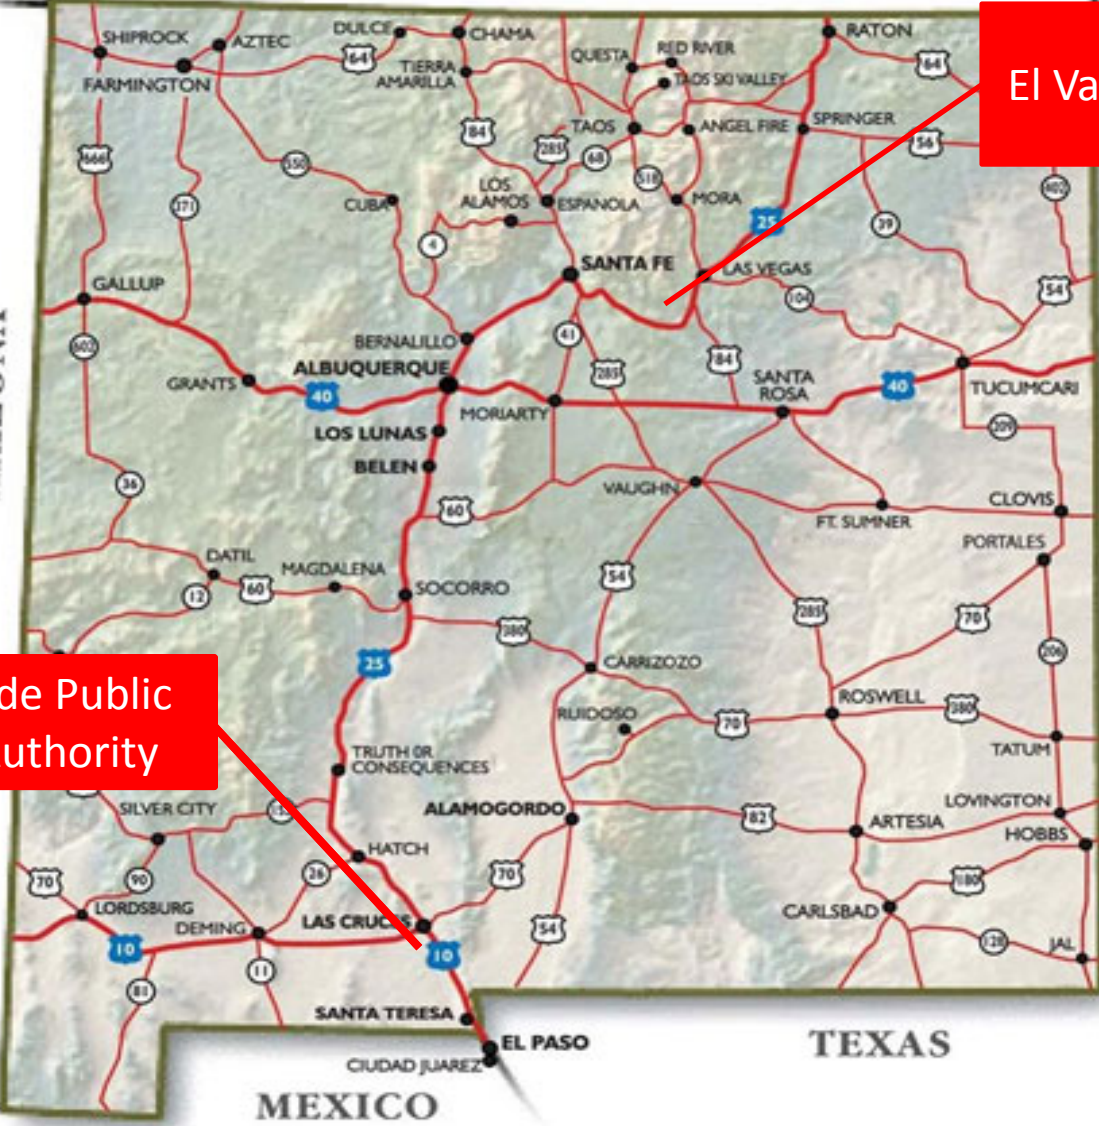 SHIPROCK
AZTEC
DULCE
CHAMA
RATON
64
QUESTA
RED RIVER
64
El Va
FARMINGTON
TIERRA
AMARILLA
TAOS SKI VALLEY
666
84
285
TAOS
68
ANGEL FIRE
SPRINGER
56
550
371
CUBA
LOS
ALAMOS
ESPANOLA
518
MORA
402
4
25
39
SANTA FE
LAS VEGAS
GALLUP
104
54
602
BERNALILLO
41
285
84
ALBUQUERQUE
GRANTS
40
MORIARTY
SANTA
ROSA
40
TUCUMCARI
LOS LUNAS
209
BELEN
36
60
VAUGHN
FT. SUMNER
CLOVIS
PORTALES
DATIL
MAGDALENA
12
60
SOCORRO
54
285
70
380
206
25
CARRIZOZO
de Public
uthority
RUIDOSO
70
ROSWELL
380
TATUM
TRUTH OR
CONSEQUENCES
SILVER CITY
ALAMOGORDO
82
ARTESIA
LOVINGTON
HOBBS
HATCH
70
90
26
70
180
LORDSBURG
DEMING
LAS CRUCES
CARLSBAD
10
10
54
128
JAL
11
81
SANTA TERESA
EL PASO
CIUDAD JUAREZ
TEXAS
MEXICO